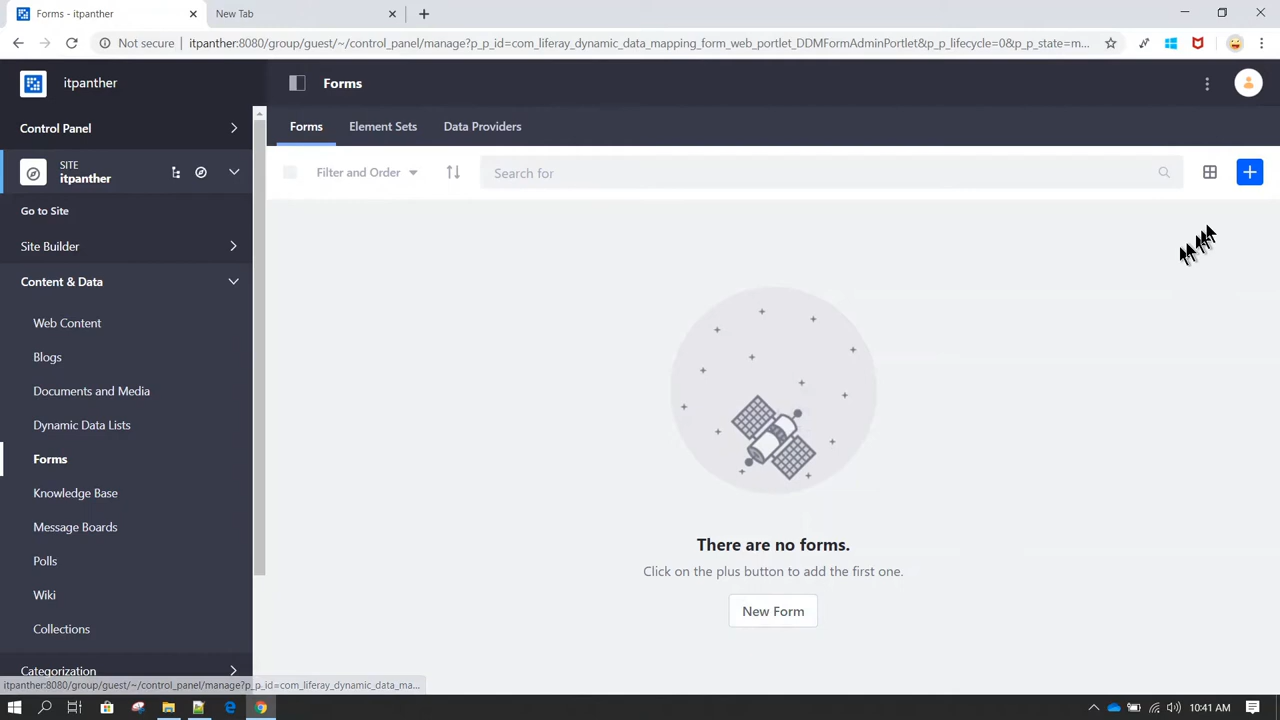 Forms - itpanther
New Tab
Not secure
itpanther:8080/group/guest/~/control_panel/manage?p_p_id=com_liferay_dynamic_data_mapping_form_web_portlet_DDMFormAdminPortlet&p_p_lifecycle=0&p_p_state=m...
itpanther
Forms
Control Panel
Forms
Element Sets
Data Providers
SITE
itpanther
Filter and Order
Search for
Go to Site
Site Builder
Content & Data
Web Content
Blogs
Documents and Media
Dynamic Data Lists
Forms
Knowledge Base
Message Boards
Polls
Wiki
Collections
Categorization
There are no forms.
Click on the plus button to add the first one.
New Form
itpanther:8080/group/guest/~/control_panel/manage?p_p_id=com_liferay_dynamic_data_ma...
10:41 AM